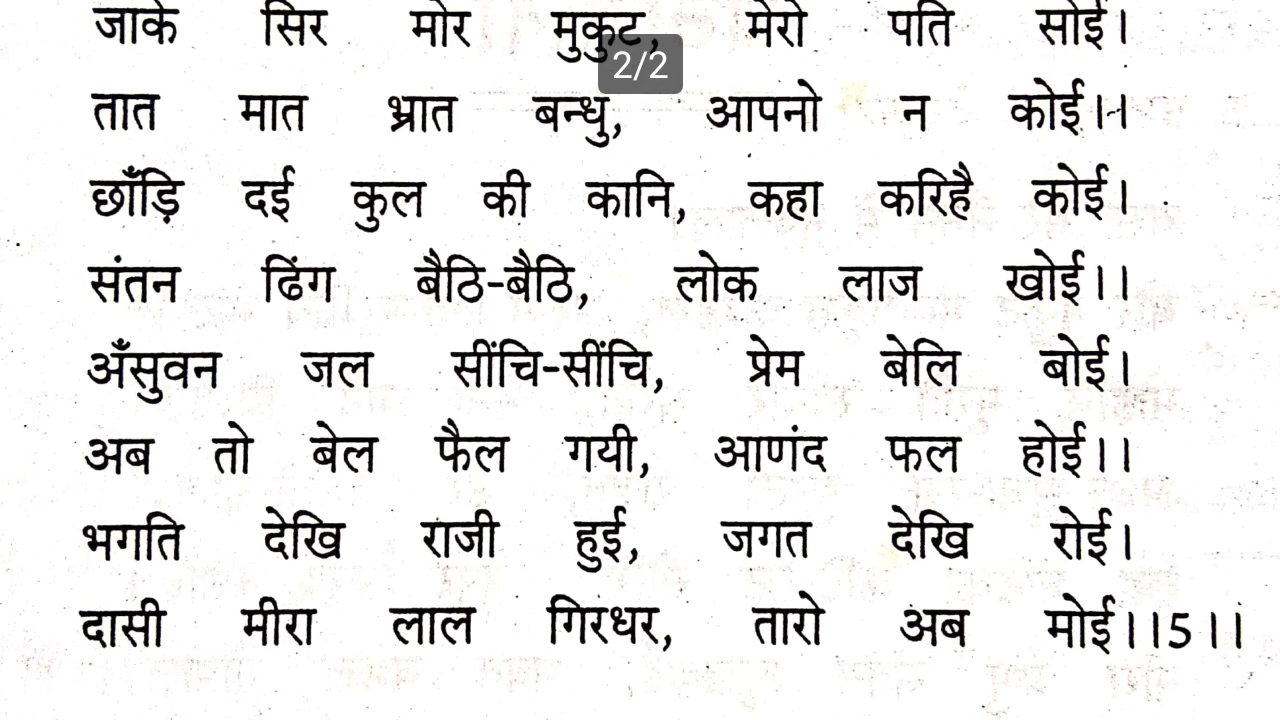 जाके सिर मोर मुकुट, मेरो पति सोई।
2/2
तात मात भ्रात बन्धु, आपनो न कोई।।
छाँड़ि दई कुल की कानि, कहा करिहै कोई।
संतन ढिंग बैठि-बैठि, लोक लाज खोई।।
अँसुवन जल सींचि-सींचि, प्रेम बेलि बोई।
अब तो बेल फैल गयी, आणंद फल होई।।
भगति देखि राजी हुई, जगत देखि रोई।
दासी मीरा लाल गिरधर, तारो अब मोई।।5।।